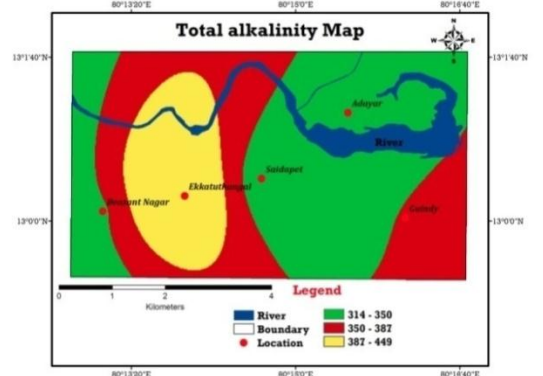 80°13'20"E 80°15'0"E 80°16'40"E
Total alkalinity Map
N
W E
S
13°1'40"N 13°1'40"N
Adayar
River
Saidapet
Ekkatuthangal
Besant Nagar
Guindy
13°0'0"N 13°0'0"N
0 1 2 4
Kilometers
Legend
River 314 - 350
Boundary 350 - 387
Location 387 - 449
80°13'20"E 80°15'0"E 80°16'40"E